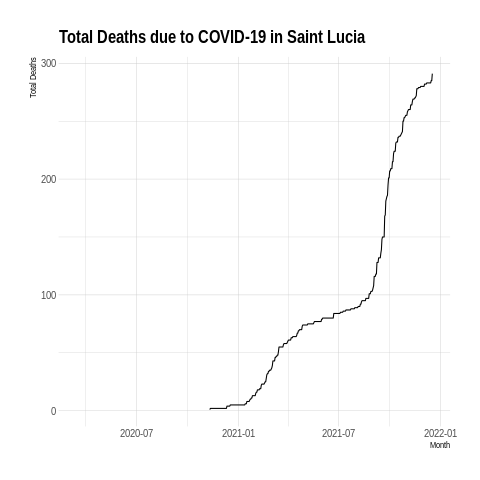 Total Deaths due to COVID-19 in Saint Lucia
Total Deaths
300
200
100
0
2020-07 2021-01 2021-07 2022-01
Month